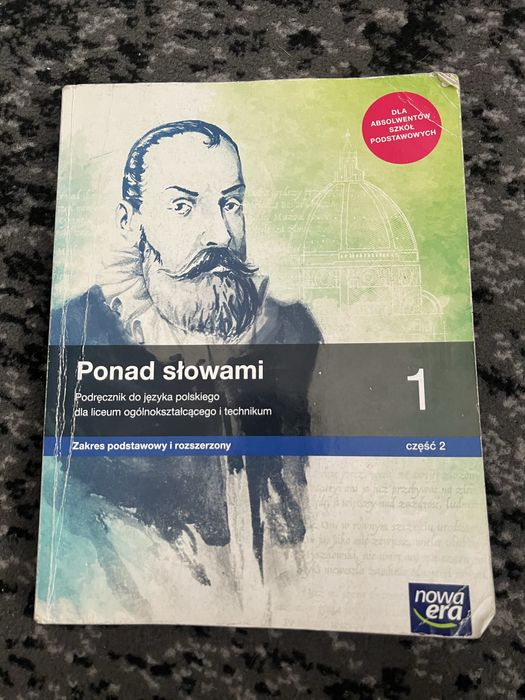 DLA
ABSOLWENTÓW
SZKÓŁ
PODSTAWOWYCH
Ponad słowami
1
Podręcznik do języka polskiego
dla liceum ogólnokształcącego i technikum
Zakres podstawowy i rozszerzony
część 2
nowa
era